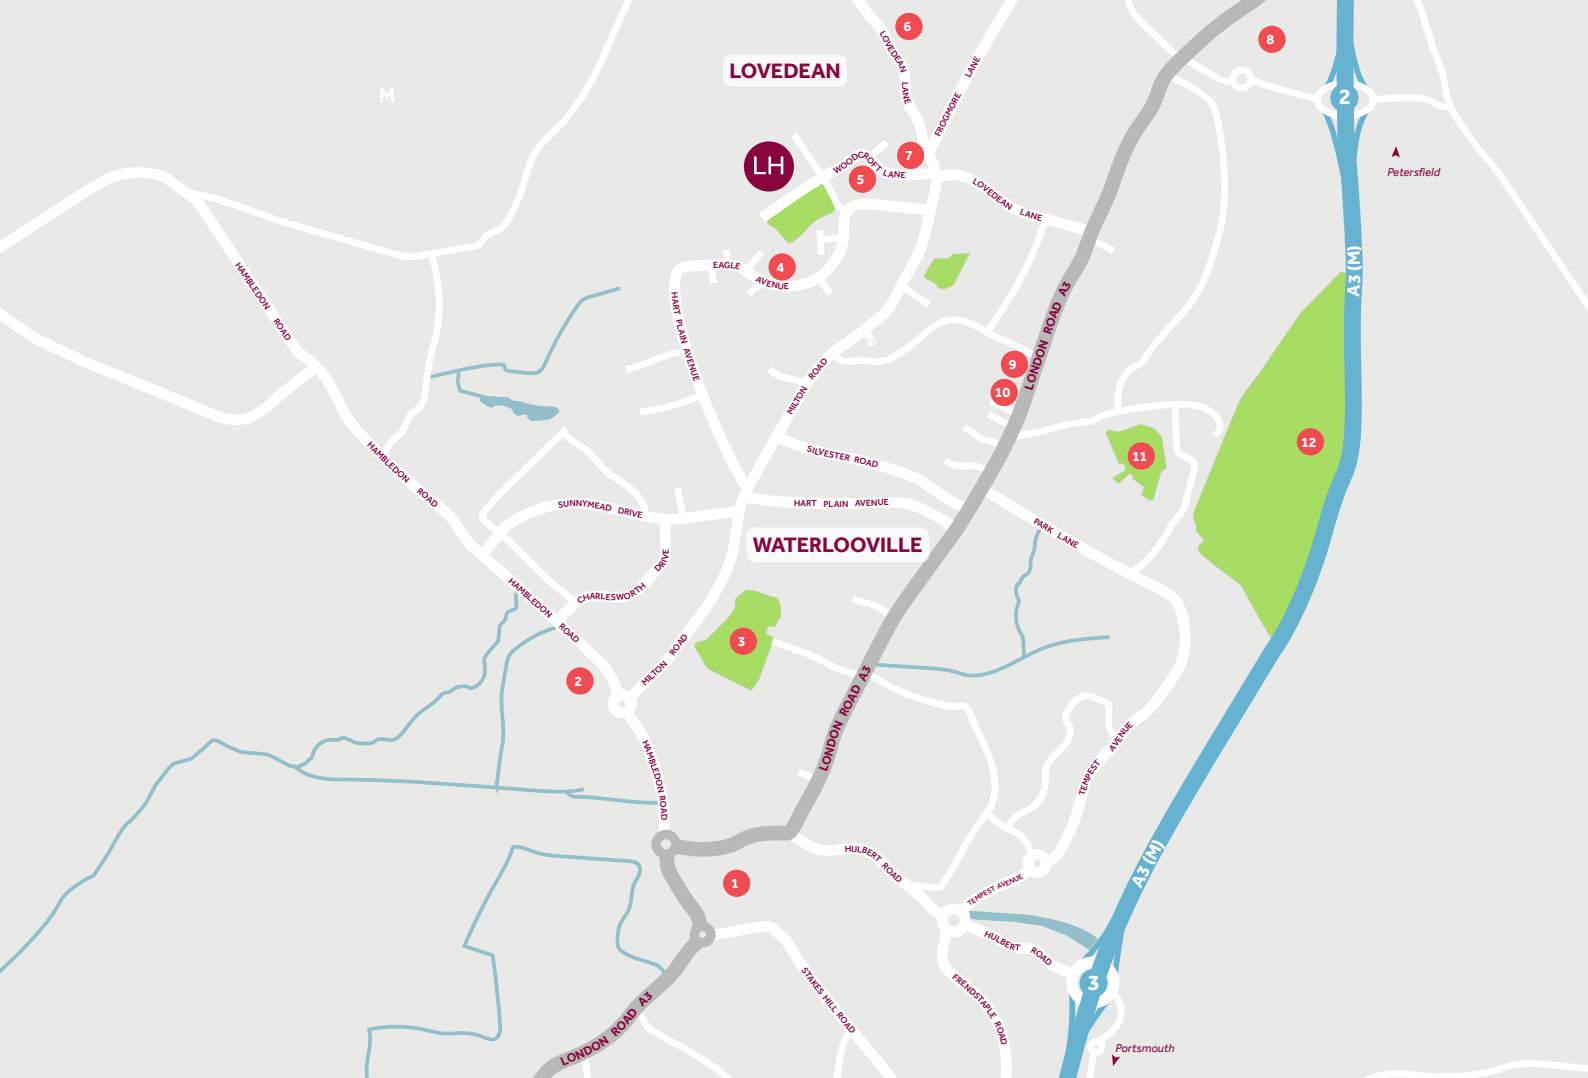 6
8
LOVEDEAN LANE
FROGMORE LANE
LOVEDEAN
M
2
LH
7
WOODCROFT LANE
5
Petersfield
LOVEDEAN LANE
HAMBLEDON ROAD
EAGLE AVENUE
4
A3 (M)
HART PLAIN AVENUE
LONDON ROAD A3
9
10
MILTON ROAD
HAMBLEDON ROAD
SILVESTER ROAD
11
12
SUNNYMEAD DRIVE
HART PLAIN AVENUE
PARK LANE
WATERLOOVILLE
HAMBLEDON ROAD
CHARLESWORTH DRIVE
3
MILTON ROAD
2
LONDON ROAD A3
HAMBLEDON ROAD
TEMPEST AVENUE
HULBERT ROAD
1
TEMPEST AVENUE
A3 (M)
HULBERT ROAD
3
STAKES HILL ROAD
FRENDSTAPLE ROAD
LONDON ROAD A3
Portsmouth